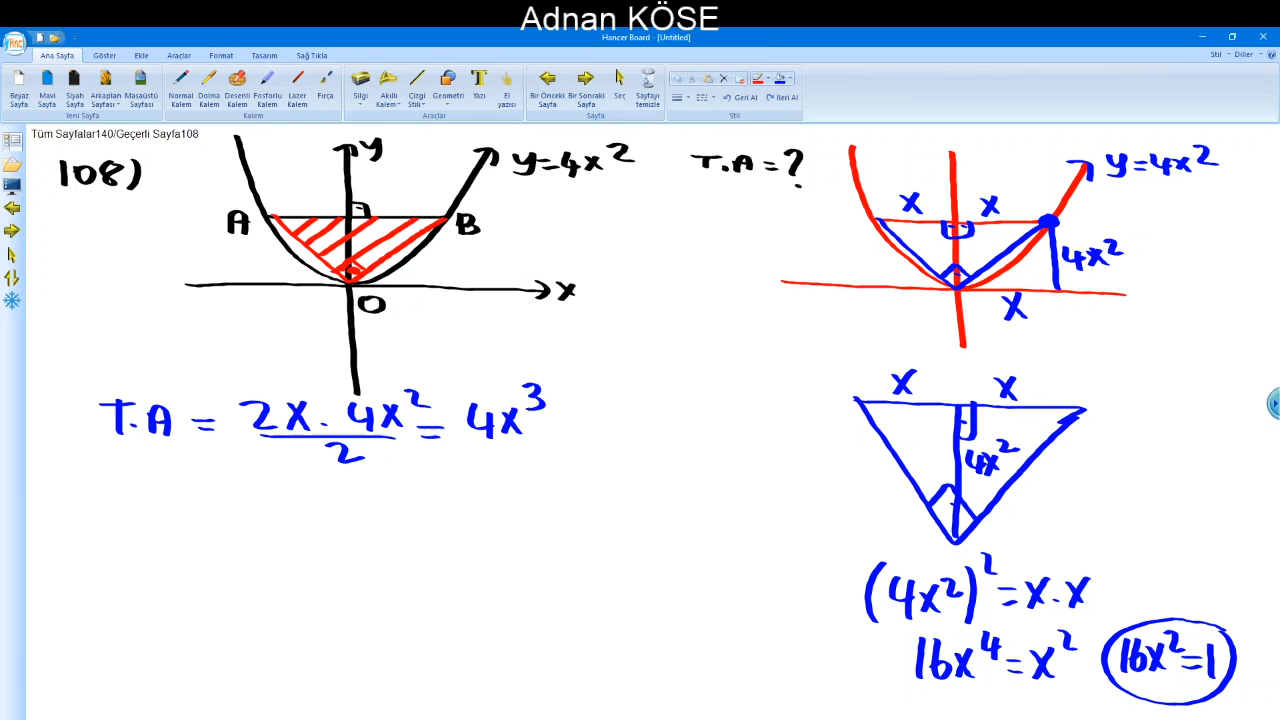 Adnan KÖSE
Hancer Board - [Untitled]
Hnc
Ana Sayfa Göster Ekle Araçlar Format Tasarım Sağ Tıkla Stil Diller
Beyaz Sayfa Mavi Sayfa Siyah Sayfa Arkaplan Sayfası Masaüstü Sayfası Normal Kalem Dolma Kalem Desenli Kalem Fosforlu Kalem Lazer Kalem Fırça Silgi Akıllı Kalem Çizgi Stili Geometri Yazı El yazısı Bir Önceki Sayfa Bir Sonraki Sayfa Seç Sayfayı temizle Geri Al İleri Al
Yeni Sayfa Kalem Araçlar Sayfa Stil
Tüm Sayfalar140/Geçerli Sayfa108
108) y y=4x² T.A=? y=4x²
A B x x
4x²
x
O x
x x
T.A = 2x.4x²/2 = 4x³
4x²
(4x²)² = x.x
16x⁴ = x² 16x²=1